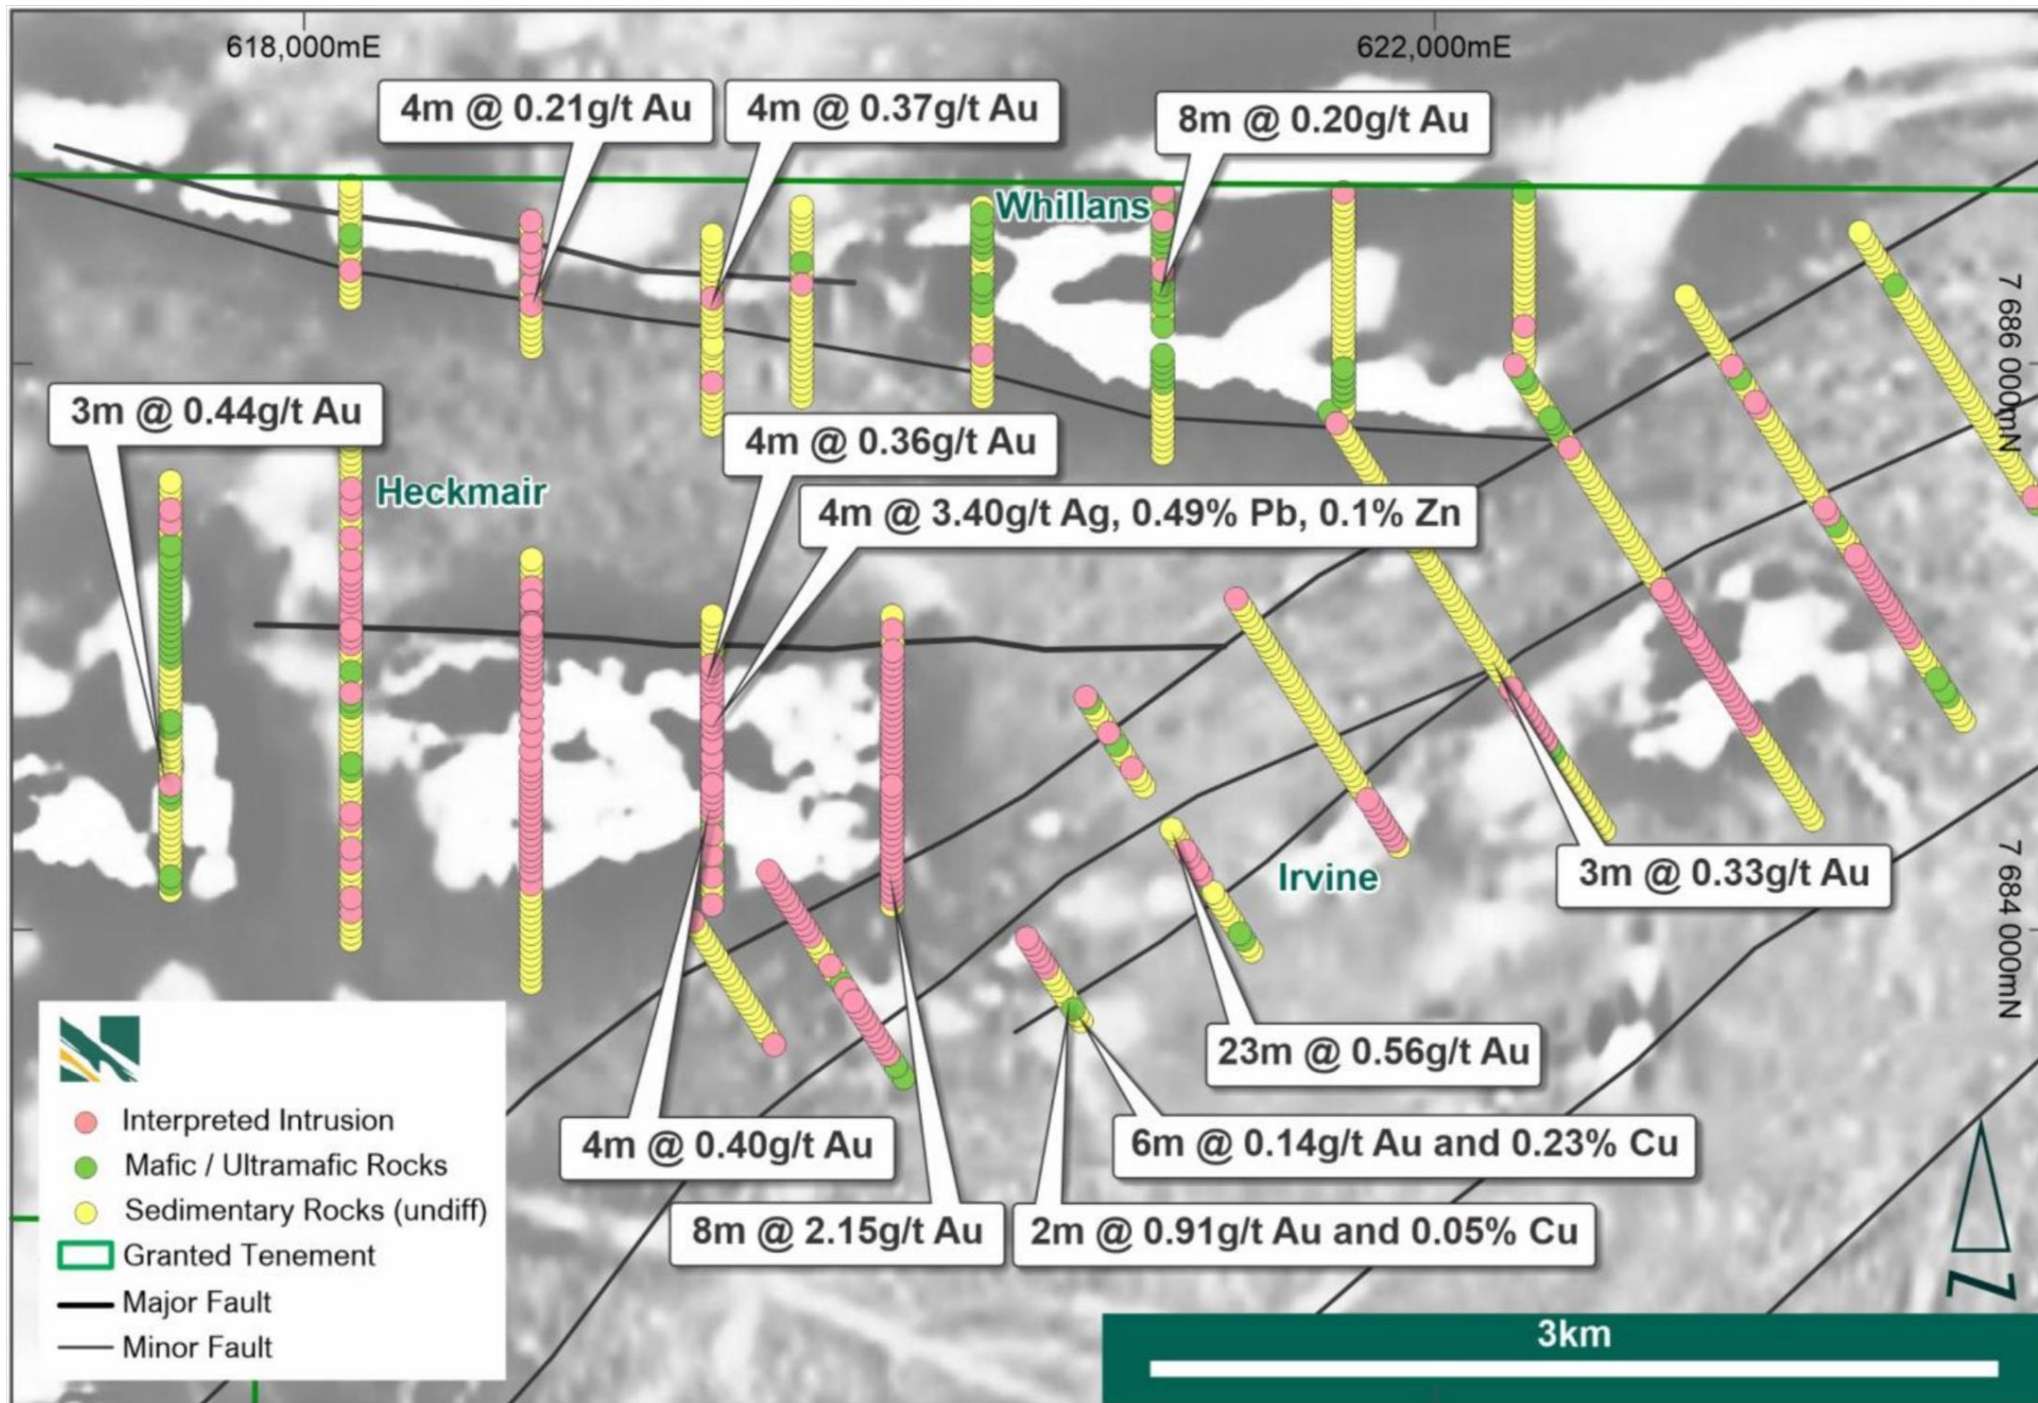 618,000mE
622,000mE
4m @ 0.21g/t Au
4m @ 0.37g/t Au
8m @ 0.20g/t Au
Whillans
7 686 000mN
3m @ 0.44g/t Au
4m @ 0.36g/t Au
Heckmair
4m @ 3.40g/t Ag, 0.49% Pb, 0.1% Zn
Irvine
3m @ 0.33g/t Au
7 684 000mN
23m @ 0.56g/t Au
4m @ 0.40g/t Au
6m @ 0.14g/t Au and 0.23% Cu
8m @ 2.15g/t Au
2m @ 0.91g/t Au and 0.05% Cu
Interpreted Intrusion
Mafic / Ultramafic Rocks
Sedimentary Rocks (undiff)
Granted Tenement
Major Fault
Minor Fault
N
3km